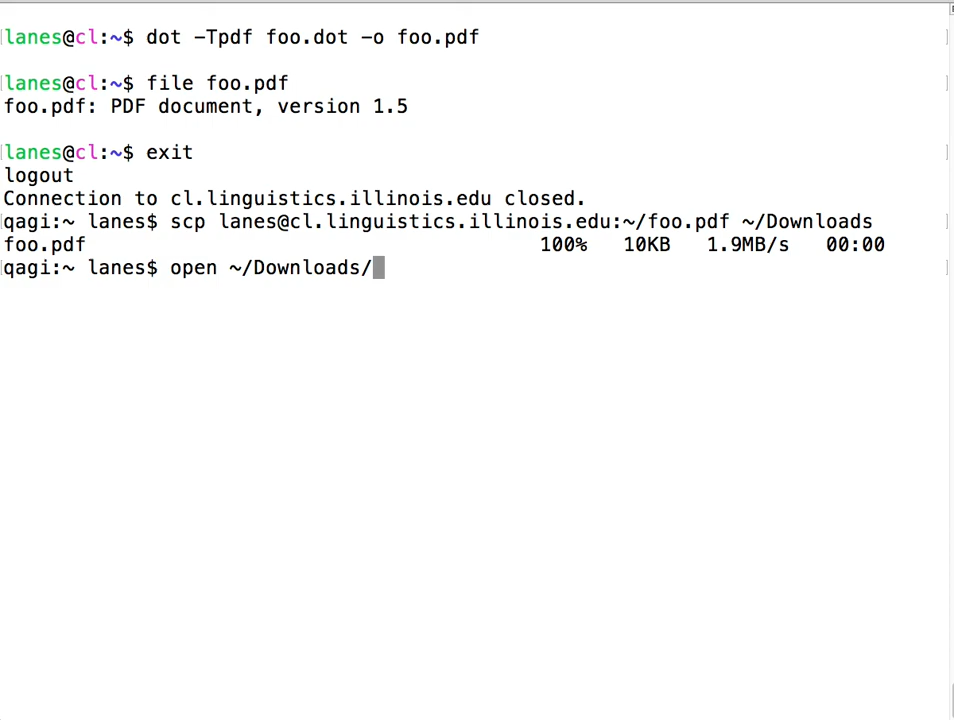 lanes@cl:~$ dot -Tpdf foo.dot -o foo.pdf
lanes@cl:~$ file foo.pdf
foo.pdf: PDF document, version 1.5
lanes@cl:~$ exit
logout
Connection to cl.linguistics.illinois.edu closed.
qagi:~ lanes$ scp lanes@cl.linguistics.illinois.edu:~/foo.pdf ~/Downloads
foo.pdf 100% 10KB 1.9MB/s 00:00
qagi:~ lanes$ open ~/Downloads/